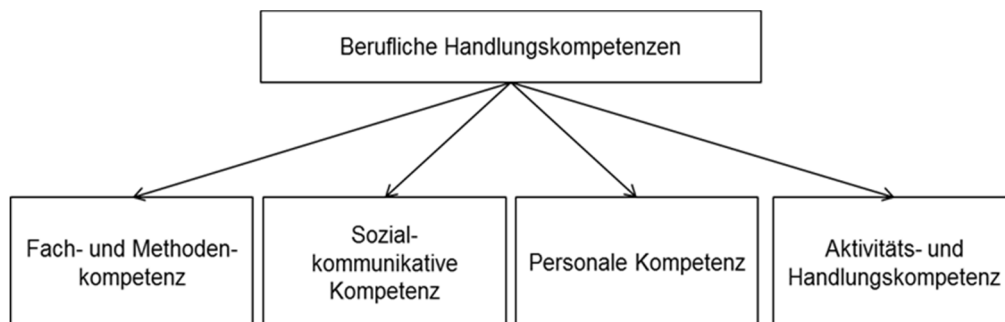 Berufliche Handlungskompetenzen
Fach- und Methoden-
kompetenz
Sozial-
kommunikative
Kompetenz
Personale Kompetenz
Aktivitäts- und
Handlungskompetenz